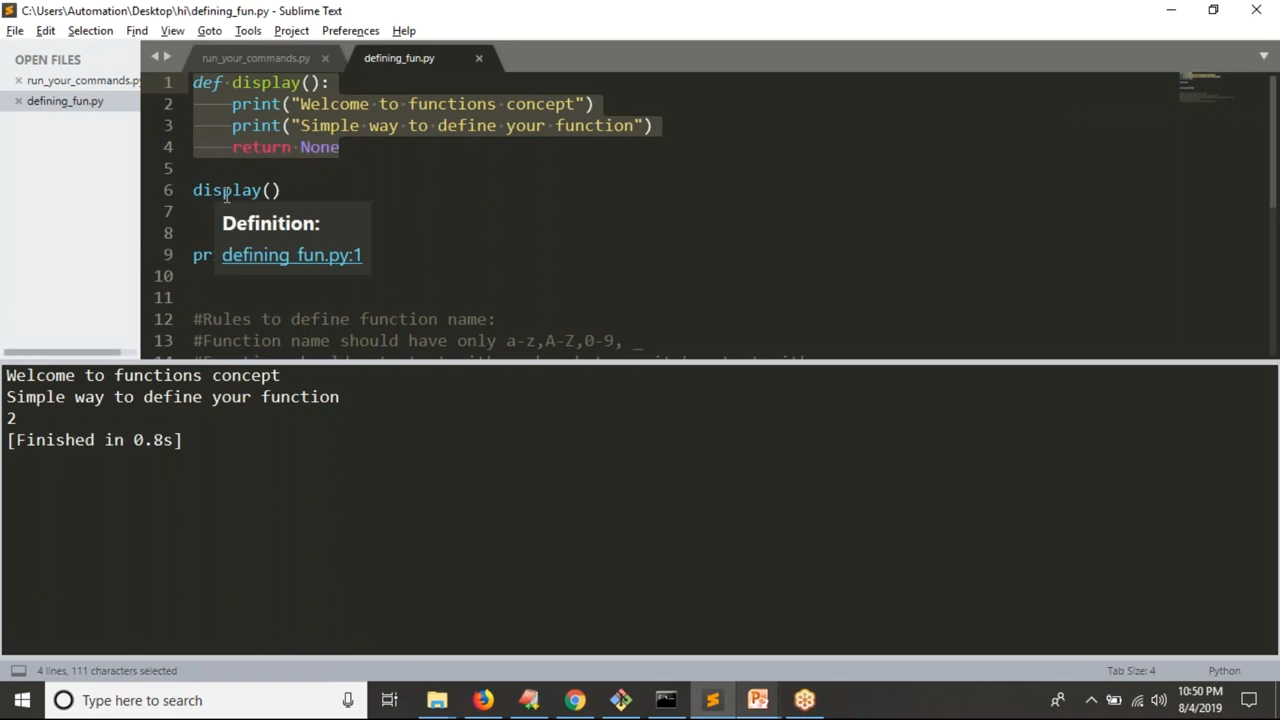 C:\Users\Automation\Desktop\hi\defining_fun.py - Sublime Text
File Edit Selection Find View Goto Tools Project Preferences Help
OPEN FILES
run_your_commands.py
defining_fun.py
run_your_commands.py
defining_fun.py
1 def display():
2 print("Welcome to functions concept")
3 print("Simple way to define your function")
4 return None
5
6 display()
7
8
9 pr
Definition:
defining_fun.py:1
10
11
12 #Rules to define function name:
13 #Function name should have only a-z,A-Z,0-9, _
Welcome to functions concept
Simple way to define your function
2
[Finished in 0.8s]
4 lines, 111 characters selected
Tab Size: 4
Python
Type here to search
10:50 PM
8/4/2019